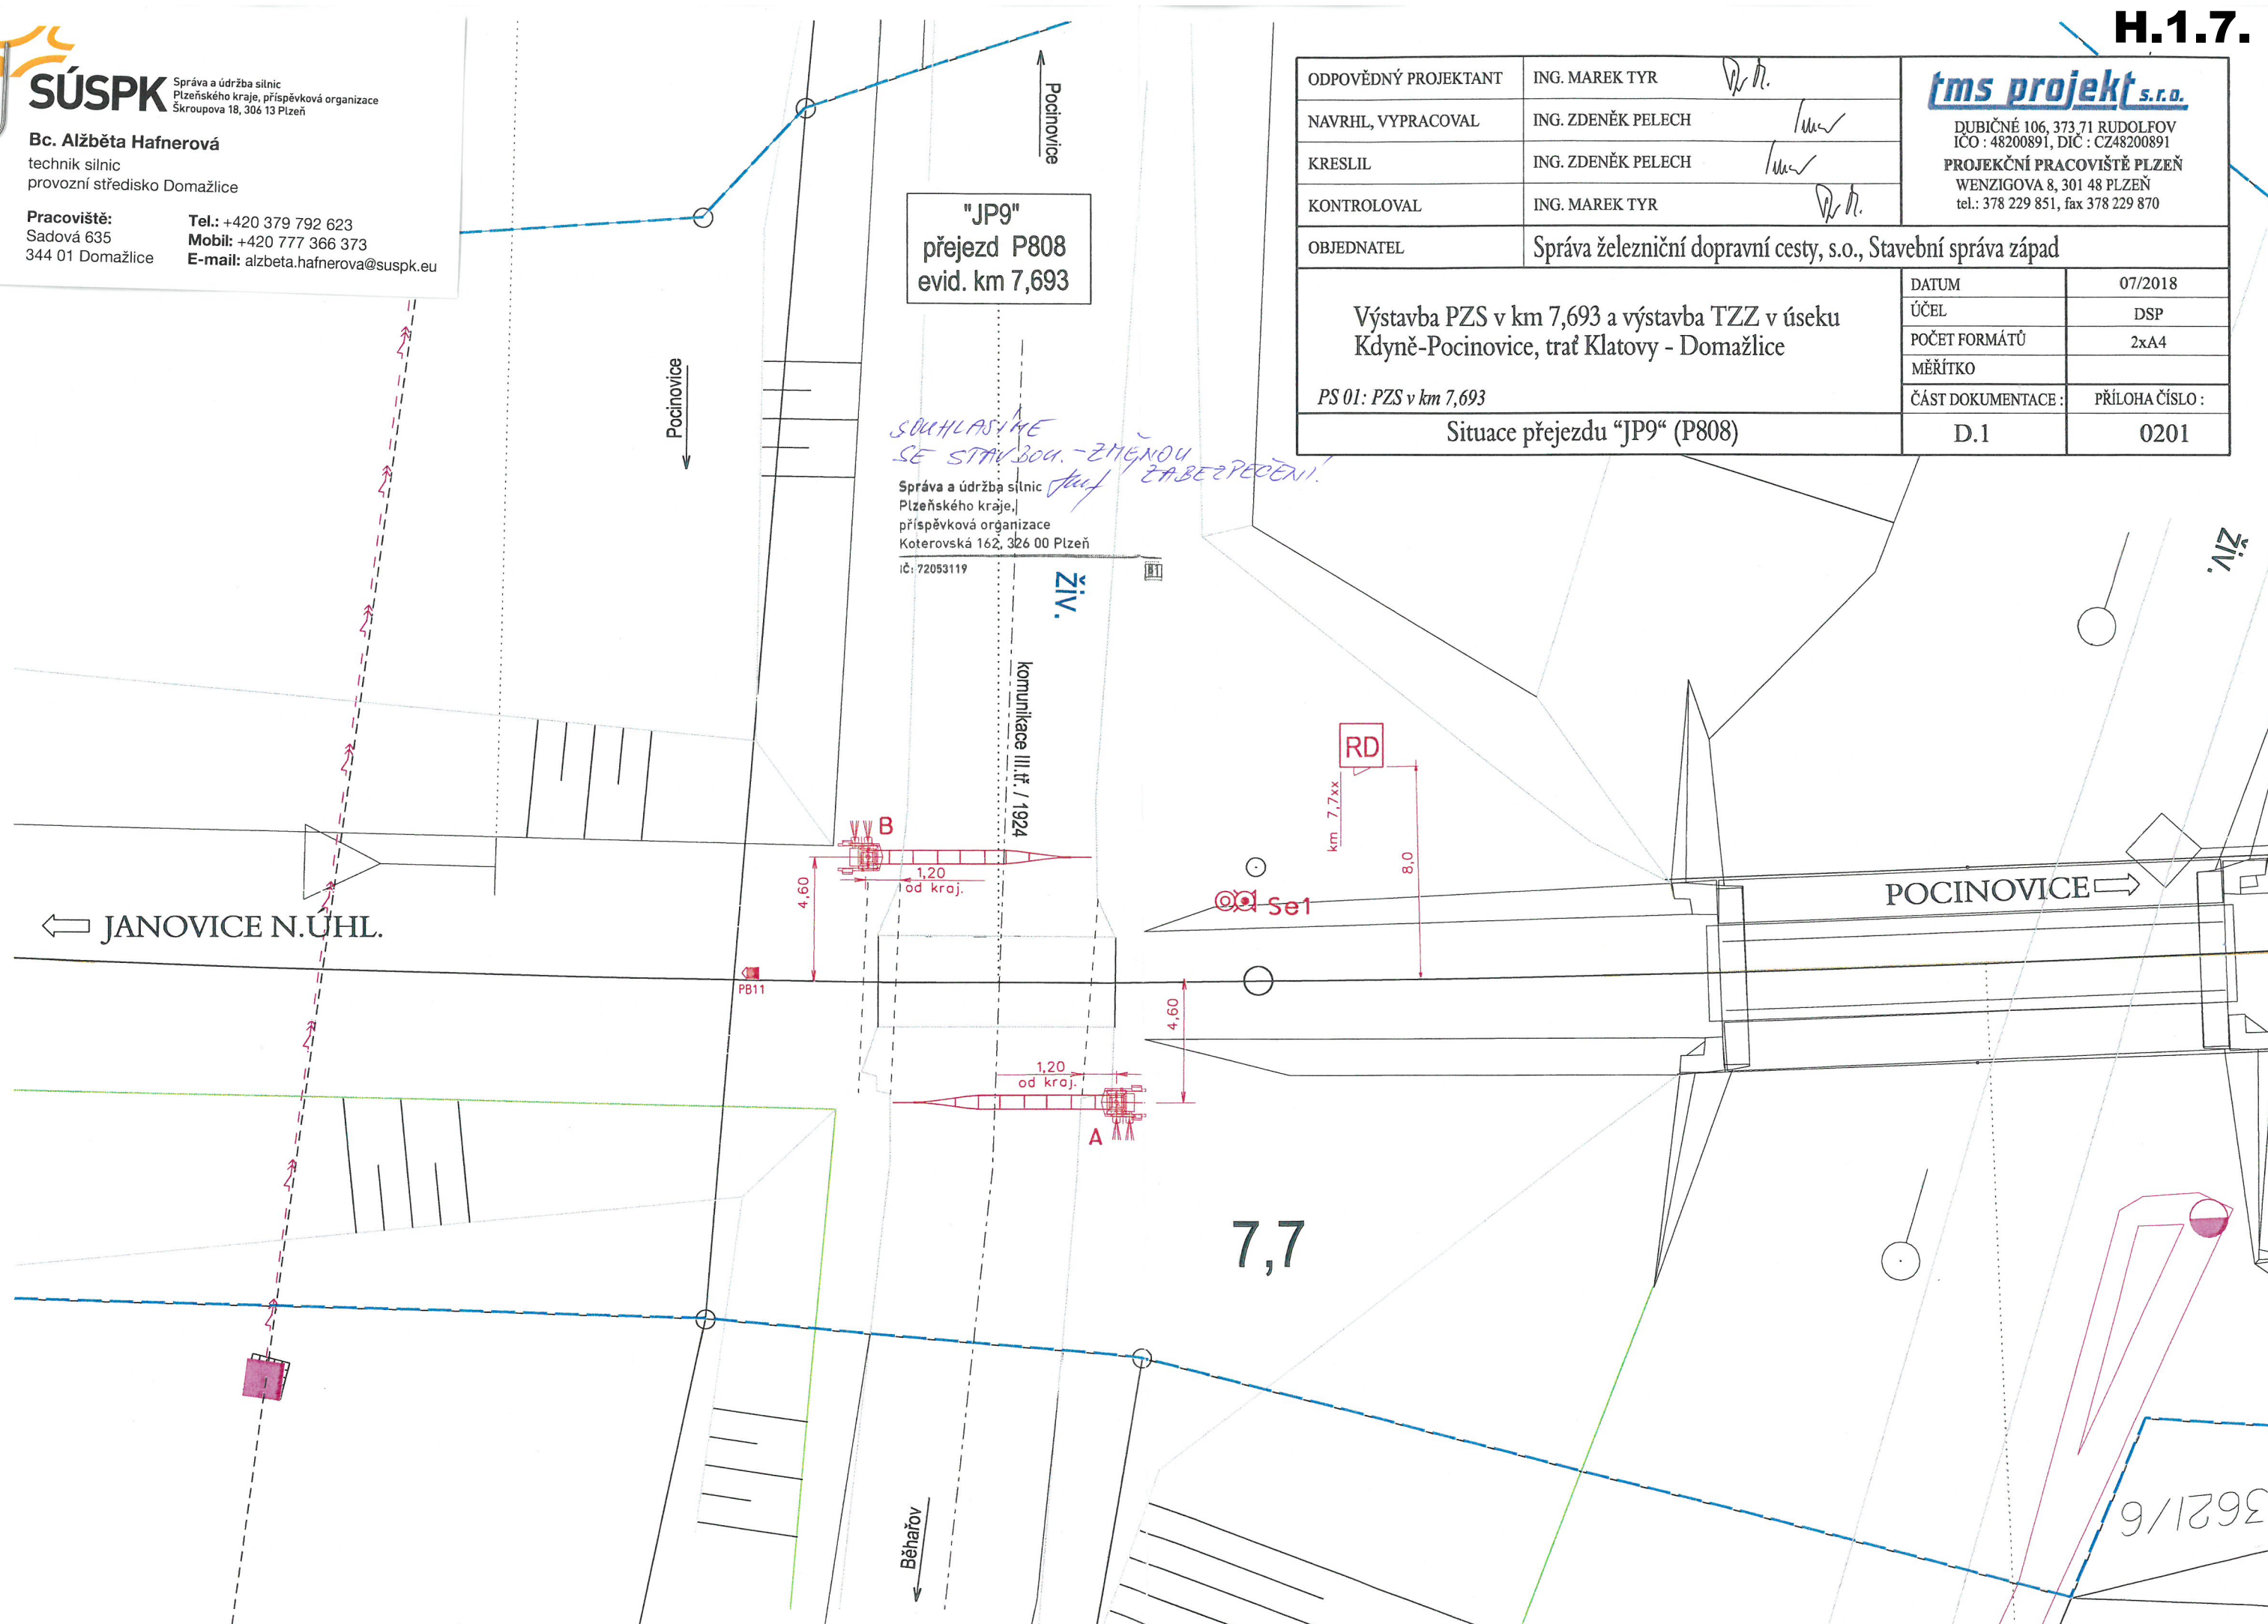 H.1.7.
SÚSPK
Správa a údržba silnic
Plzeňského kraje, příspěvková organizace
Škroupova 18, 306 13 Plzeň
Bc. Alžběta Hafnerová
technik silnic
provozní středisko Domažlice
Pracoviště:
Sadová 635
344 01 Domažlice
Tel.: +420 379 792 623
Mobil: +420 777 366 373
E-mail: alzbeta.hafnerova@suspk.eu
Pocinovice
"JP9"
přejezd P808
evid. km 7,693
ODPOVĚDNÝ PROJEKTANT ING. MAREK TYR
NAVRHL, VYPRACOVAL ING. ZDENĚK PELECH
KRESLIL ING. ZDENĚK PELECH
KONTROLOVAL ING. MAREK TYR
tms projekt s.r.o.
DUBIČNÉ 106, 373 71 RUDOLFOV
IČO : 48200891, DIČ : CZ48200891
PROJEKČNÍ PRACOVIŠTĚ PLZEŇ
WENZIGOVA 8, 301 48 PLZEŇ
tel.: 378 229 851, fax 378 229 870
OBJEDNATEL Správa železniční dopravní cesty, s.o., Stavební správa západ
Výstavba PZS v km 7,693 a výstavba TZZ v úseku
Kdyně-Pocinovice, trať Klatovy - Domažlice
PS 01: PZS v km 7,693
Situace přejezdu “JP9“ (P808)
DATUM 07/2018
ÚČEL DSP
POČET FORMÁTŮ 2xA4
MĚŘÍTKO
ČÁST DOKUMENTACE : PŘÍLOHA ČÍSLO :
D.1 0201
Pocinovice
SOUHLASÍME
SE STAVBOU.-ZMĚNOU
ZABEZPEČENÍ.
Správa a údržba silnic
Plzeňského kraje,
příspěvková organizace
Koterovská 162, 326 00 Plzeň
IČ: 72053119
81
ŽIV.
ŽIV.
komunikace III.tř. / 1924
RD
km 7,7xx
8,0
B
1,20
od kraj.
4,60
Se1
POCINOVICE
JANOVICE N.ÚHL.
PB11
4,60
1,20
od kraj.
A
7,7
Běhařov
3621/6